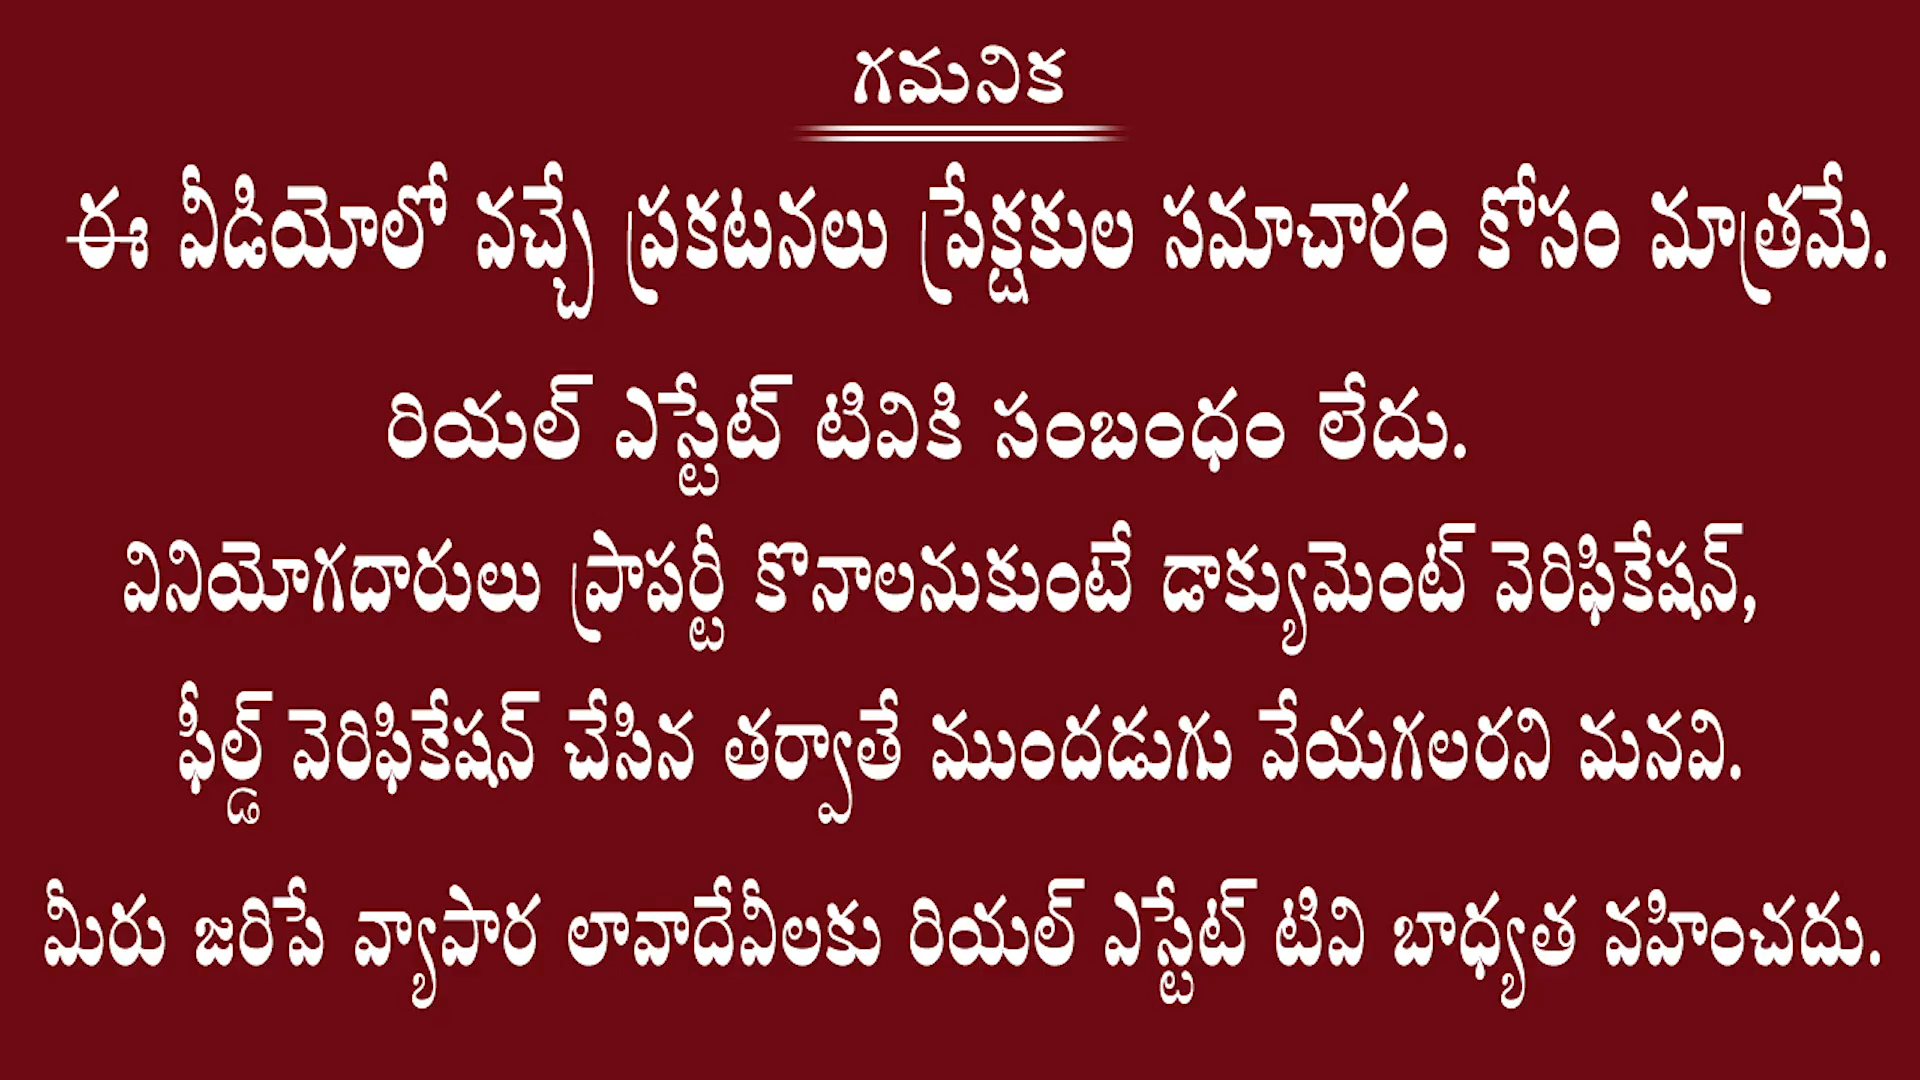 గమనిక
ఈ వీడియోలో వచ్చే ప్రకటనలు ప్రేక్షకుల సమాచారం కోసం మాత్రమే.
రియల్ ఎస్టేట్ టివికి సంబంధం లేదు.
వినియోగదారులు ప్రాపర్టీ కొనాలనుకుంటే డాక్యుమెంట్ వెరిఫికేషన్,
ఫీల్డ్ వెరిఫికేషన్ చేసిన తర్వాతే ముందడుగు వేయగలరని మనవి.
మీరు జరిపే వ్యాపార లావాదేవీలకు రియల్ ఎస్టేట్ టివి బాధ్యత వహించదు.